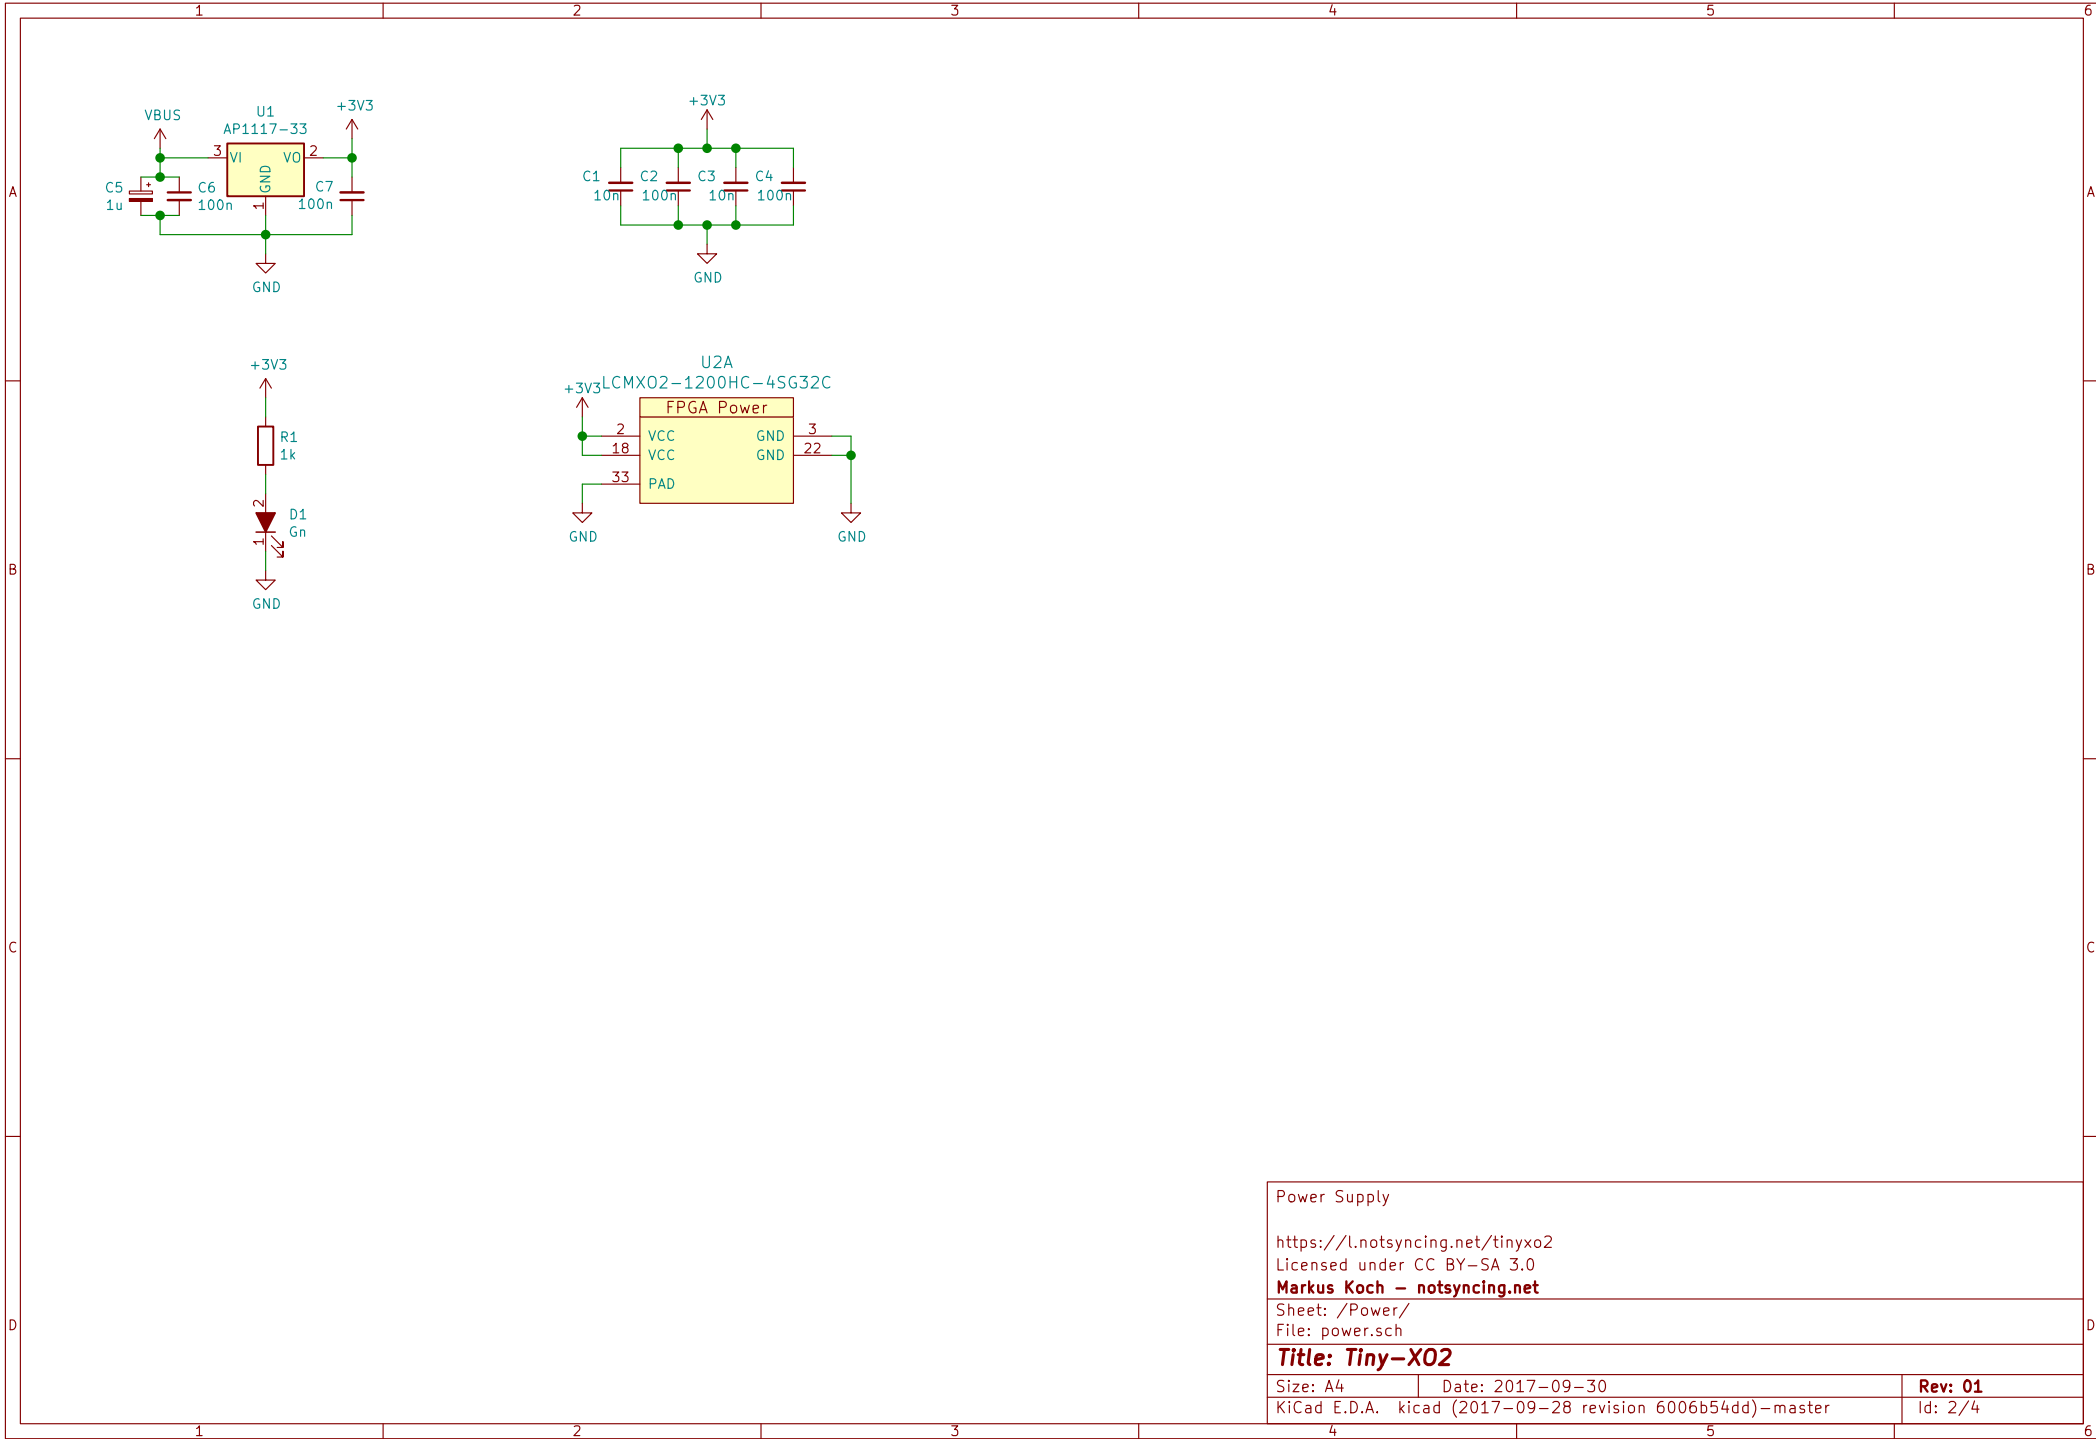 1 2 3 4 5 6
A A
B B
C C
D D
VBUS
U1
AP1117-33
+3V3
3 VI VO 2
GND
1
C5
1u
C6
100n
C7
100n
GND
+3V3
C1
10n
C2
100n
C3
10n
C4
100n
GND
+3V3
R1
1k
2
D1
Gn
1
GND
U2A
LCMXO2-1200HC-4SG32C
+3V3
FPGA Power
2 VCC GND 3
18 VCC GND 22
33 PAD
GND
GND
Power Supply
https://l.notsyncing.net/tinyxo2
Licensed under CC BY-SA 3.0
Markus Koch - notsyncing.net
Sheet: /Power/
File: power.sch
Title: Tiny-XO2
Size: A4 Date: 2017-09-30 Rev: 01
KiCad E.D.A. kicad (2017-09-28 revision 6006b54dd)-master Id: 2/4
1 2 3 4 5 6